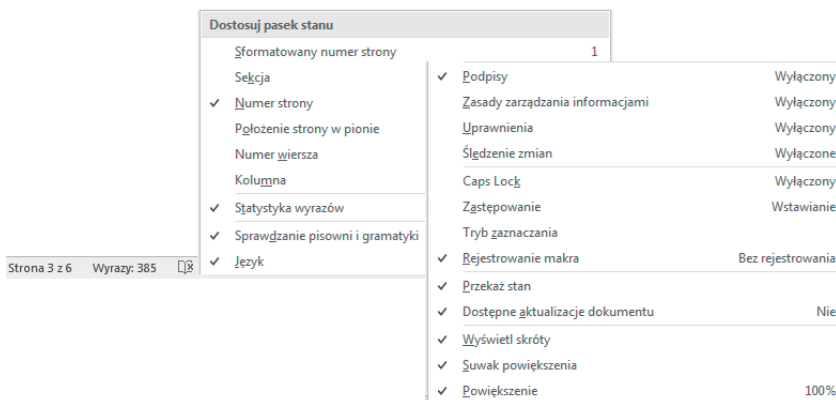 Dostosuj pasek stanu
Sformatowany numer strony 1
Sekcja
Numer strony
Położenie strony w pionie
Numer wiersza
Kolumna
Statystyka wyrazów
Sprawdzanie pisowni i gramatyki
Język
Strona 3 z 6 Wyrazy: 385
Podpisy Wyłączony
Zasady zarządzania informacjami Wyłączony
Uprawnienia Wyłączony
Śledzenie zmian Wyłączone
Caps Lock Wyłączony
Zastępowanie Wstawianie
Tryb zaznaczania
Rejestrowanie makra Bez rejestrowania
Przekaż stan
Dostępne aktualizacje dokumentu Nie
Wyświetl skróty
Suwak powiększenia
Powiększenie 100%